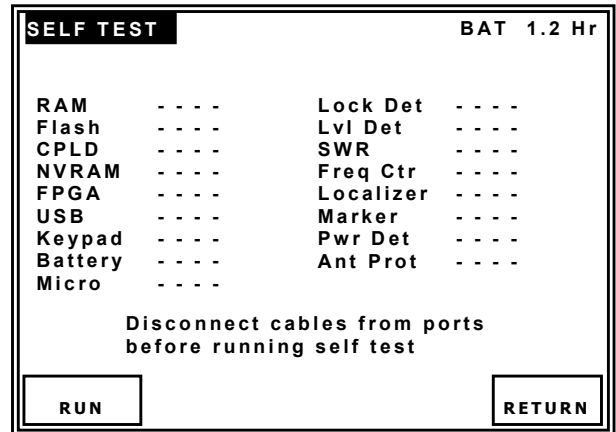 SELF TEST BAT 1.2 Hr
RAM - - - - Lock Det - - - -
Flash - - - - Lvl Det - - - -
CPLD - - - - SWR - - - -
NVRAM - - - - Freq Ctr - - - -
FPGA - - - - Localizer - - - -
USB - - - - Marker - - - -
Keypad - - - - Pwr Det - - - -
Battery - - - - Ant Prot - - - -
Micro - - - -
Disconnect cables from ports
before running self test
RUN RETURN